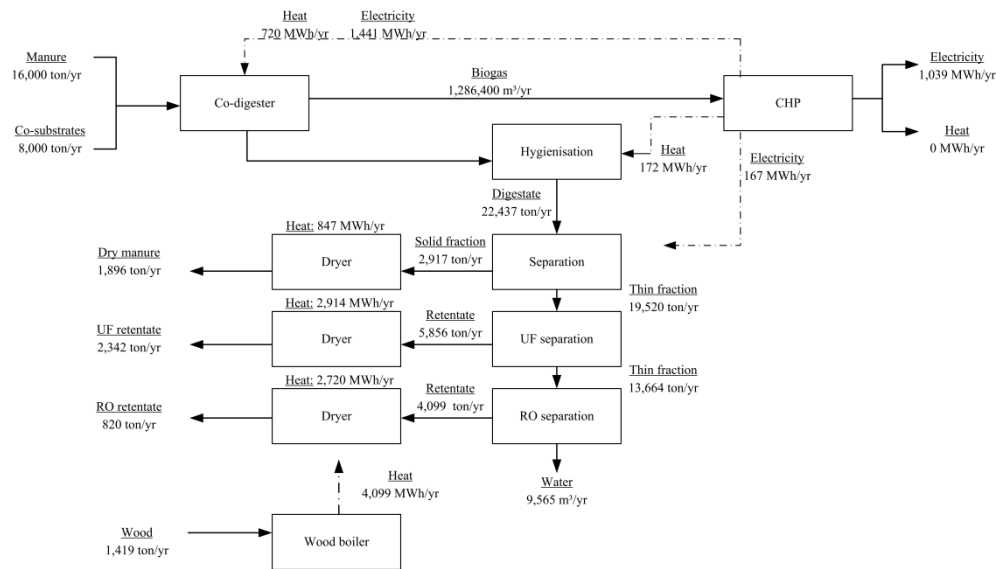 Heat
720 MWh/yr
Electricity
1,441 MWh/yr
Manure
16,000 ton/yr
Co-substrates
8,000 ton/yr
Co-digester
Biogas
1,286,400 m³/yr
CHP
Electricity
1,039 MWh/yr
Heat
0 MWh/yr
Hygienisation
Heat
172 MWh/yr
Electricity
167 MWh/yr
Digestate
22,437 ton/yr
Heat: 847 MWh/yr
Dry manure
1,896 ton/yr
Dryer
Solid fraction
2,917 ton/yr
Separation
Thin fraction
19,520 ton/yr
Heat: 2,914 MWh/yr
UF retentate
2,342 ton/yr
Dryer
Retentate
5,856 ton/yr
UF separation
Thin fraction
13,664 ton/yr
Heat: 2,720 MWh/yr
RO retentate
820 ton/yr
Dryer
Retentate
4,099 ton/yr
RO separation
Heat
4,099 MWh/yr
Water
9,565 m³/yr
Wood
1,419 ton/yr
Wood boiler